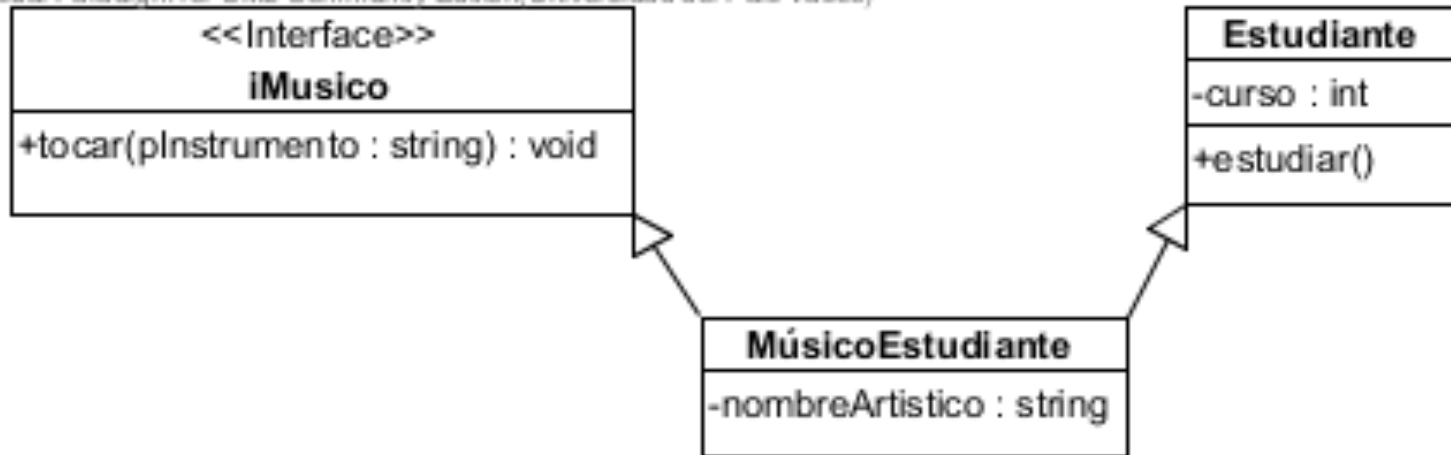 <<Interface>>
iMusico
+tocar(pInstrumento : string) : void
Estudiante
-curso : int
+estudiar()
MúsicoEstudiante
-nombreArtistico : string